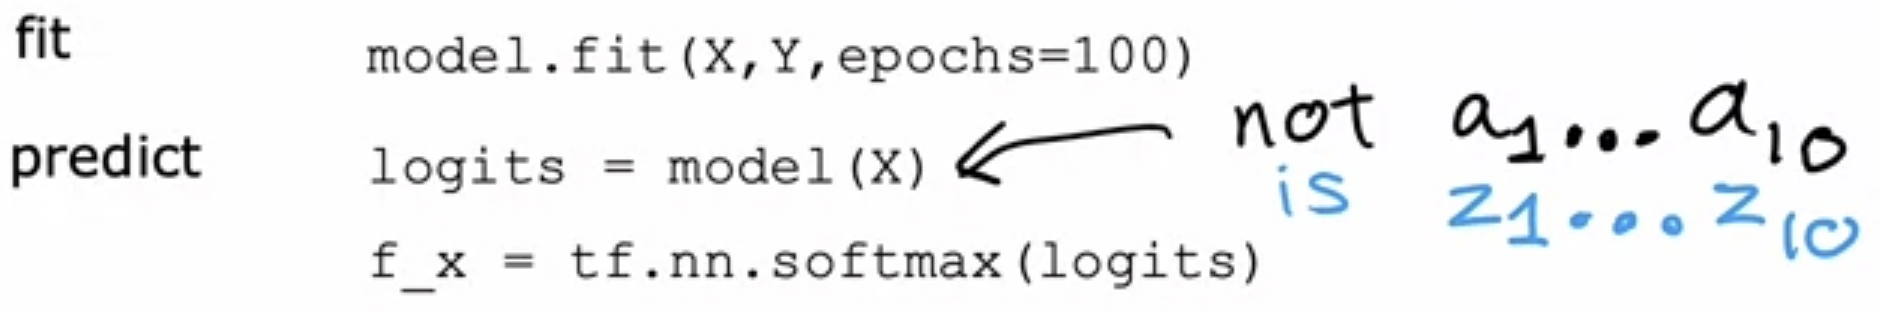 fit model.fit(X,Y,epochs=100)
not a₁... a₁₀
predict logits = model(X)
is z₁... z₁₀
f_x = tf.nn.softmax(logits)